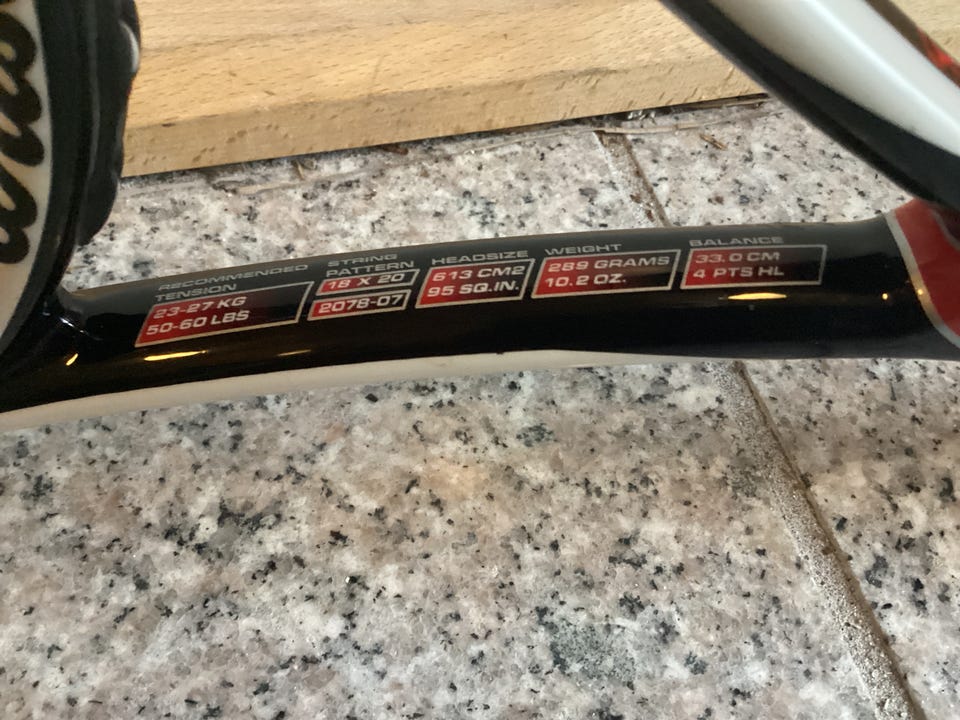 RECOMMENDED
TENSION
23-27 KG
50-60 LBS
STRING
PATTERN
18 X 20
2078-07
HEADSIZE
613 CM2
95 SQ.IN.
WEIGHT
289 GRAMS
10.2 OZ.
BALANCE
33.0 CM
4 PTS HL